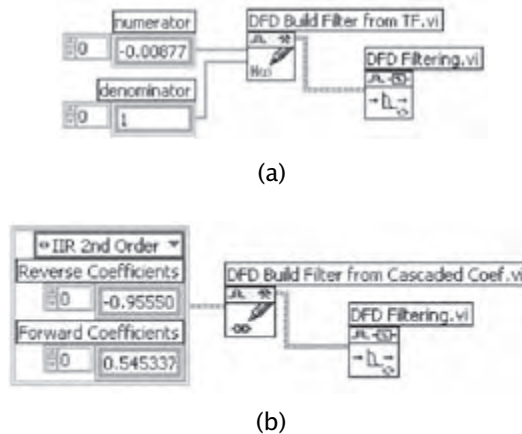 numerator
0
-0.00877
denominator
0
1
DFD Build Filter from TF.vi
H(z)
DFD Filtering.vi
(a)
IIR 2nd Order
Reverse Coefficients
0
-0.95550
Forward Coefficients
0
0.545337
DFD Build Filter from Cascaded Coef.vi
DFD Filtering.vi
(b)